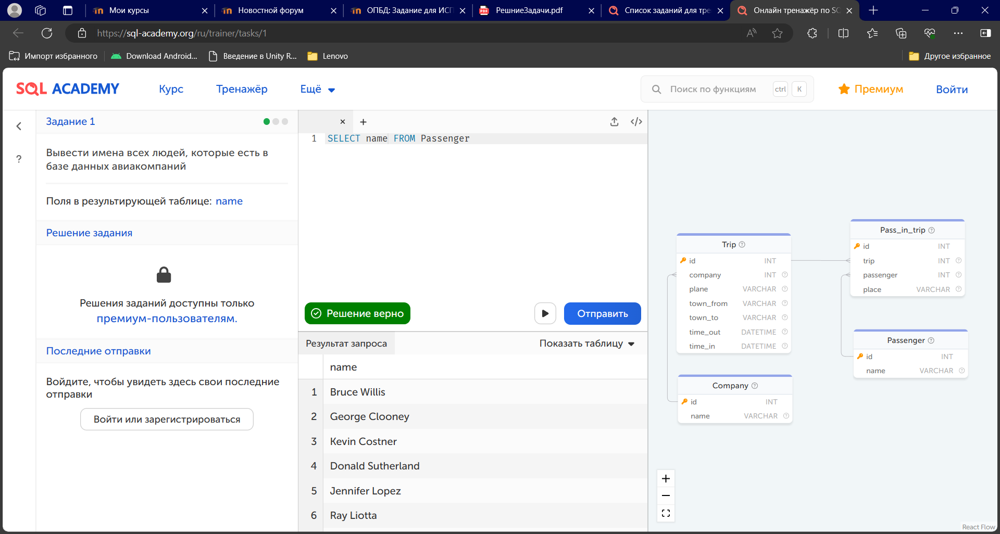 Мои курсы
Новостной форум
ОПБД: Задание для ИСП
РешниеЗадачи.pdf
Список заданий для тре
Онлайн тренажёр по SQ
https://sql-academy.org/ru/trainer/tasks/1
Импорт избранного
Download Android...
Введение в Unity R...
Lenovo
Другое избранное
SQL ACADEMY
Курс
Тренажёр
Ещё
Поиск по функциям
ctrl
K
Премиум
Войти
Задание 1
Вывести имена всех людей, которые есть в
базе данных авиакомпаний
Поля в результирующей таблице: name
Решение задания
Решения заданий доступны только
премиум-пользователям.
Последние отправки
Войдите, чтобы увидеть здесь свои последние
отправки
Войти или зарегистрироваться
1 SELECT name FROM Passenger
Решение верно
Отправить
Результат запроса
Показать таблицу
name
1 Bruce Willis
2 George Clooney
3 Kevin Costner
4 Donald Sutherland
5 Jennifer Lopez
6 Ray Liotta
Trip
id INT
company INT
plane VARCHAR
town_from VARCHAR
town_to VARCHAR
time_out DATETIME
time_in DATETIME
Company
id INT
name VARCHAR
Pass_in_trip
id INT
trip INT
passenger INT
place VARCHAR
Passenger
id INT
name VARCHAR
React Flow